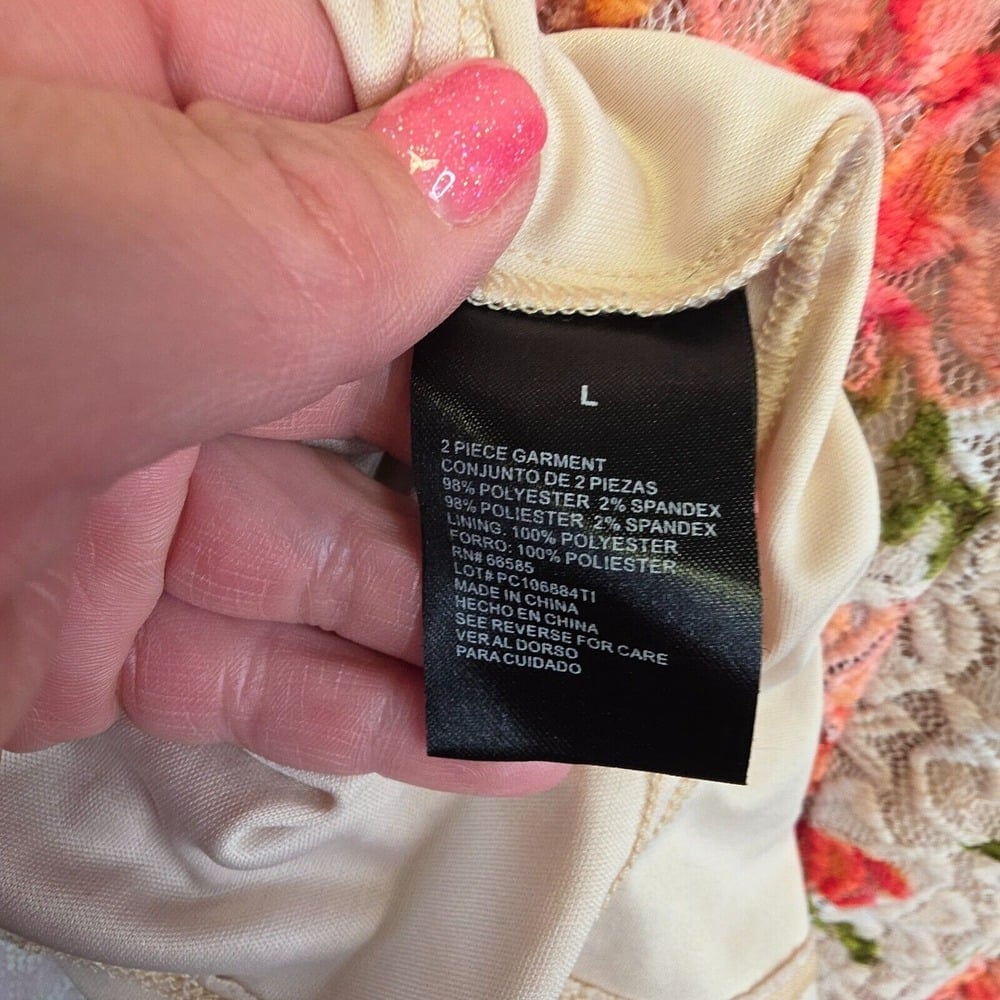 L
2 PIECE GARMENT
CONJUNTO DE 2 PIEZAS
98% POLYESTER 2% SPANDEX
98% POLIESTER 2% SPANDEX
LINING: 100% POLYESTER
FORRO: 100% POLIESTER
RN# 66585
LOT# PC106884TI
MADE IN CHINA
HECHO EN CHINA
SEE REVERSE FOR CARE
VER AL DORSO
PARA CUIDADO